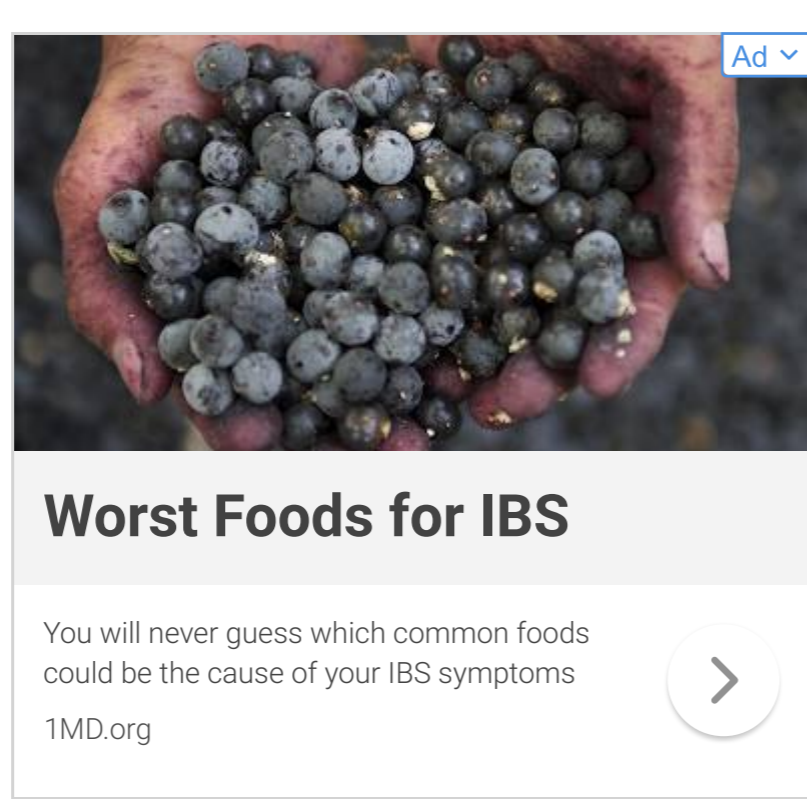 Ad
Worst Foods for IBS
You will never guess which common foods
could be the cause of your IBS symptoms
1MD.org